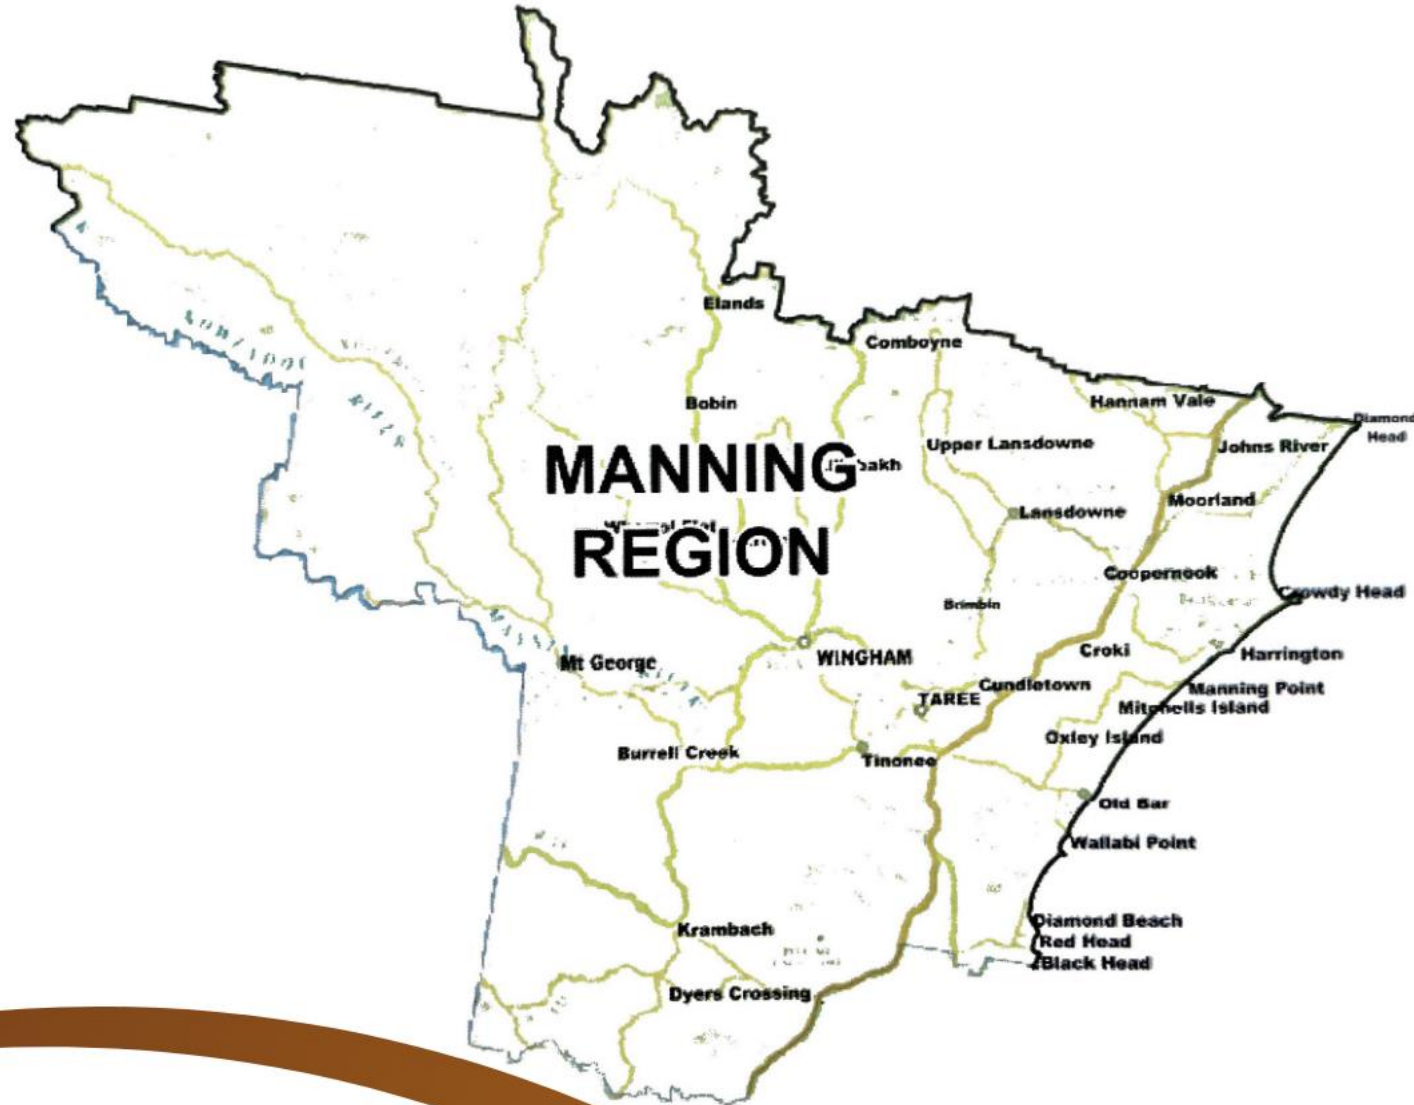 Elands
Comboyne
Bobin
Hannam Vale
Diamond
Head
Upper Lansdowne
Johns River
MANNING
REGION
Moorland
Lansdowne
Coopernook
Crowdy Head
Brimbin
RIVER
Mt George
WINGHAM
Croki
Harrington
Cundletown
TAREE
Manning Point
Mitchells Island
Oxley Island
Burrell Creek
Tinonee
Old Bar
Wallabi Point
Diamond Beach
Krambach
Red Head
Black Head
Dyers Crossing